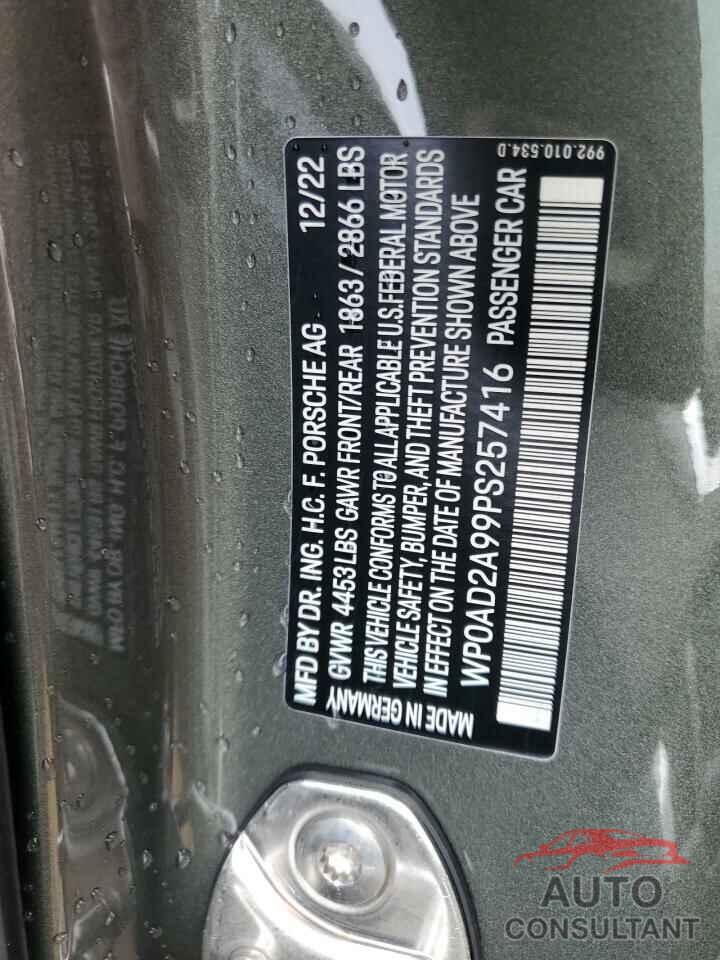 MFD BY DR. ING. H.C. F. PORSCHE AG 12/22
GVWR 4453 LBS GAWR FRONT/REAR 1863 / 2866 LBS
THIS VEHICLE CONFORMS TO ALL APPLICABLE U.S.FEDERAL MOTOR
VEHICLE SAFETY, BUMPER, AND THEFT PREVENTION STANDARDS
IN EFFECT ON THE DATE OF MANUFACTURE SHOWN ABOVE
WP0AD2A99PS257416 PASSENGER CAR
MADE IN GERMANY
992.010.534.D
AUTO
CONSULTANT